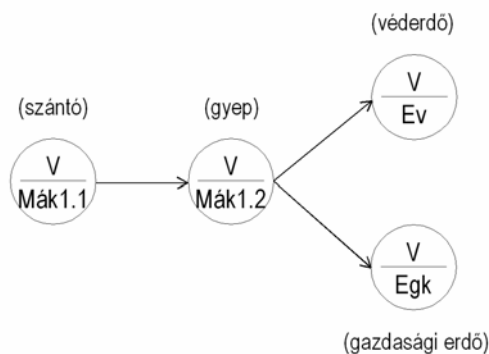 (véderdő)
V
Ev
(szántó)
(gyep)
V
Mák1.1
V
Mák1.2
V
Egk
(gazdasági erdő)